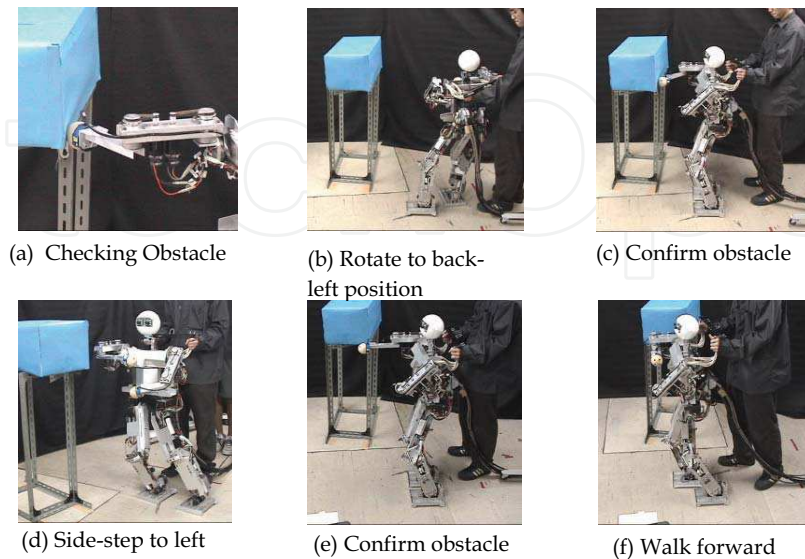 (a) Checking Obstacle
(b) Rotate to back-
left position
(c) Confirm obstacle
(d) Side-step to left
(e) Confirm obstacle
(f) Walk forward